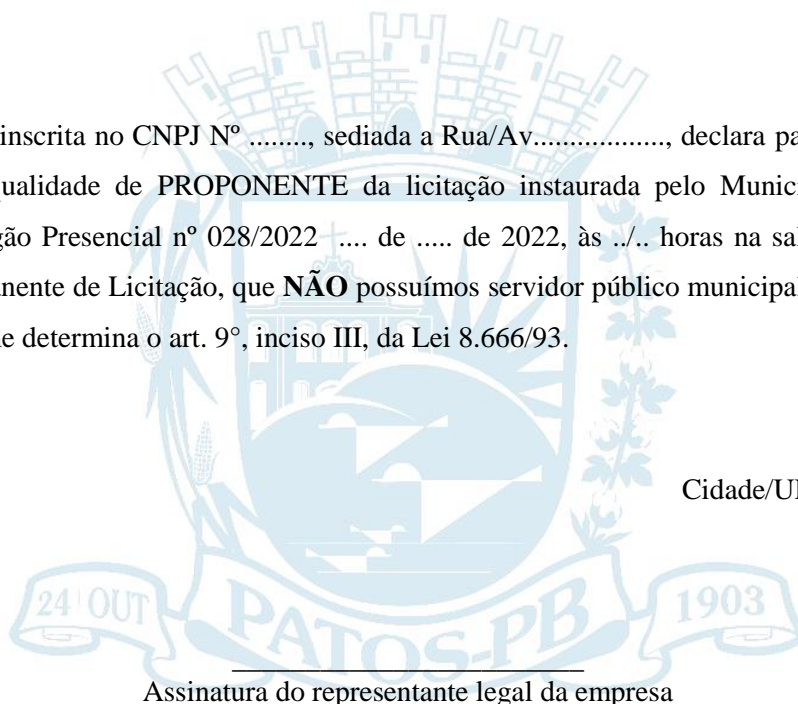 inscrita no CNPJ Nº ........, sediada a Rua/Av.................., declara pa
qualidade de PROPONENTE da licitação instaurada pelo Munici
gão Presencial nº 028/2022 .... de ..... de 2022, às ../.. horas na sal
nente de Licitação, que NÃO possuímos servidor público municipal
e determina o art. 9°, inciso III, da Lei 8.666/93.
Cidade/U
24 OUT
PATOS-PB
1903
Assinatura do representante legal da empresa